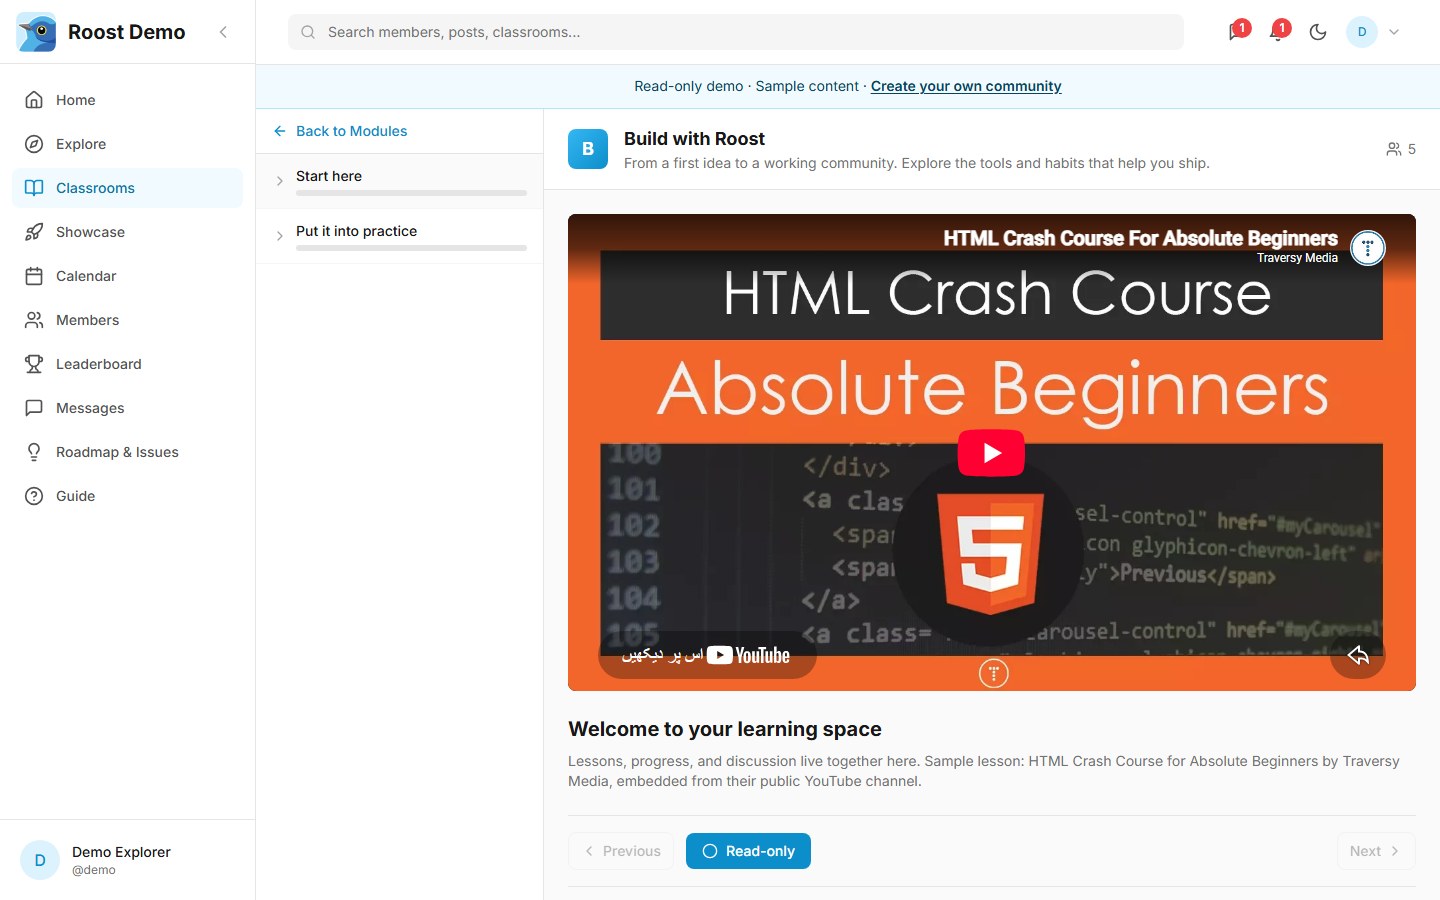 Roost Demo
Search members, posts, classrooms...
1
1
D
Read-only demo · Sample content · Create your own community
Home
Explore
Classrooms
Showcase
Calendar
Members
Leaderboard
Messages
Roadmap & Issues
Guide
D
Demo Explorer
@demo
Back to Modules
Start here
Put it into practice
B
Build with Roost
From a first idea to a working community. Explore the tools and habits that help you ship.
5
HTML Crash Course For Absolute Beginners
Traversy Media
HTML Crash Course
Absolute Beginners
100
101
102
103
104
105
</div>
<a clas
<span
<spa
</a>
<a class=
sel-control" href="#myCarousel"
con glyphicon-chevron-left"
y">Previous</span>
arousel-control" href="#myCarousel
5
اس پر دیکھیں YouTube
Welcome to your learning space
Lessons, progress, and discussion live together here. Sample lesson: HTML Crash Course for Absolute Beginners by Traversy
Media, embedded from their public YouTube channel.
Previous
Read-only
Next